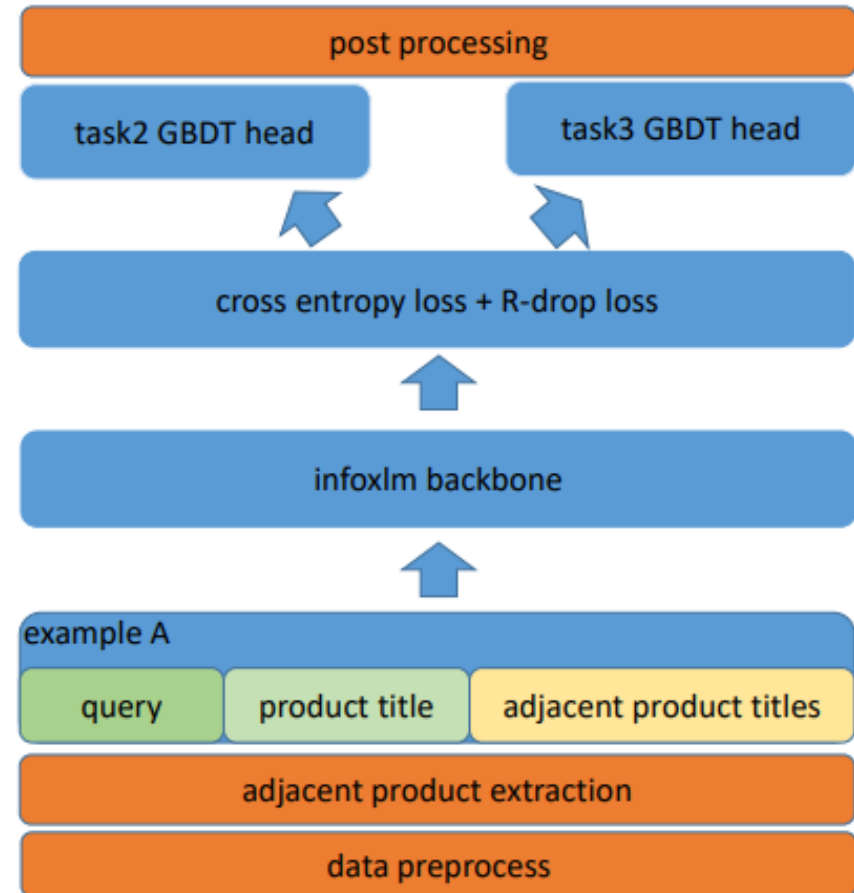 post processing
task2 GBDT head
task3 GBDT head
cross entropy loss + R-drop loss
infoxlm backbone
example A
query
product title
adjacent product titles
adjacent product extraction
data preprocess